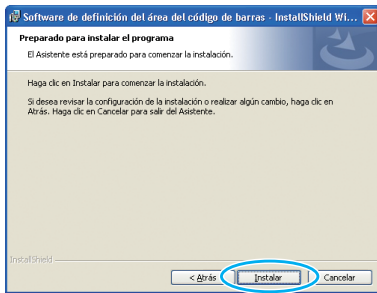 Software de definición del área del código de barras - InstallShield Wi...
Preparado para instalar el programa
El Asistente está preparado para comenzar la instalación.
Haga clic en Instalar para comenzar la instalación.
Si desea revisar la configuración de la instalación o realizar algún cambio, haga clic en
Atrás. Haga clic en Cancelar para salir del Asistente.
InstallShield
< Atrás Instalar Cancelar